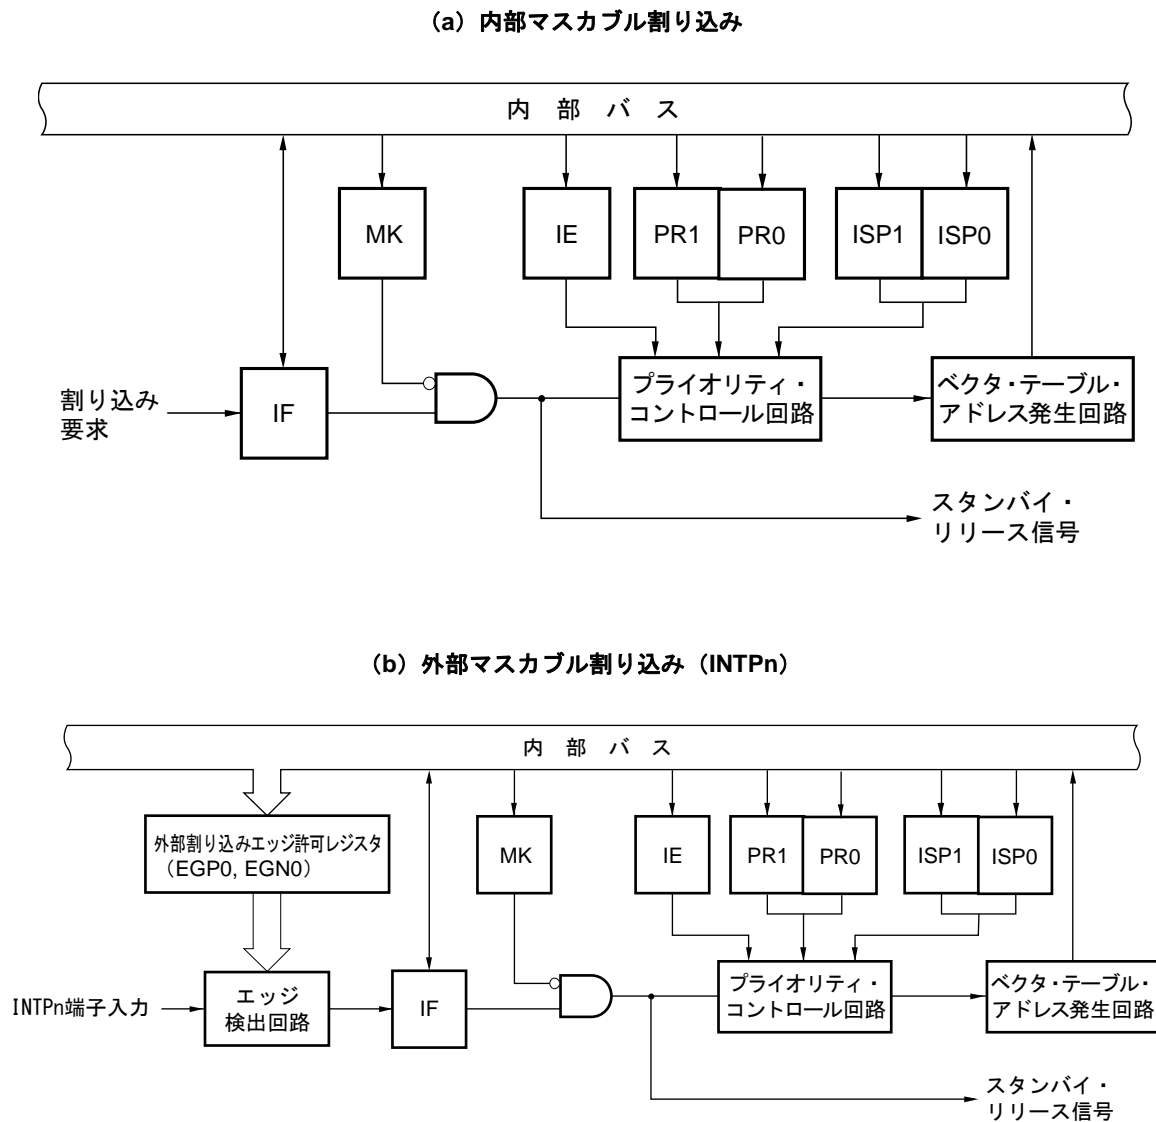 (a) 内部マスカブル割り込み
内 部 バ ス
MK
IE
PR1
PR0
ISP1
ISP0
割り込み
要求
IF
プライオリティ・
コントロール回路
ベクタ・テーブル・
アドレス発生回路
スタンバイ・
リリース信号
(b) 外部マスカブル割り込み (INTPn)
内 部 バ ス
外部割り込みエッジ許可レジスタ
(EGP0, EGN0)
MK
IE
PR1
PR0
ISP1
ISP0
INTPn端子入力
エッジ
検出回路
IF
プライオリティ・
コントロール回路
ベクタ・テーブル・
アドレス発生回路
スタンバイ・
リリース信号